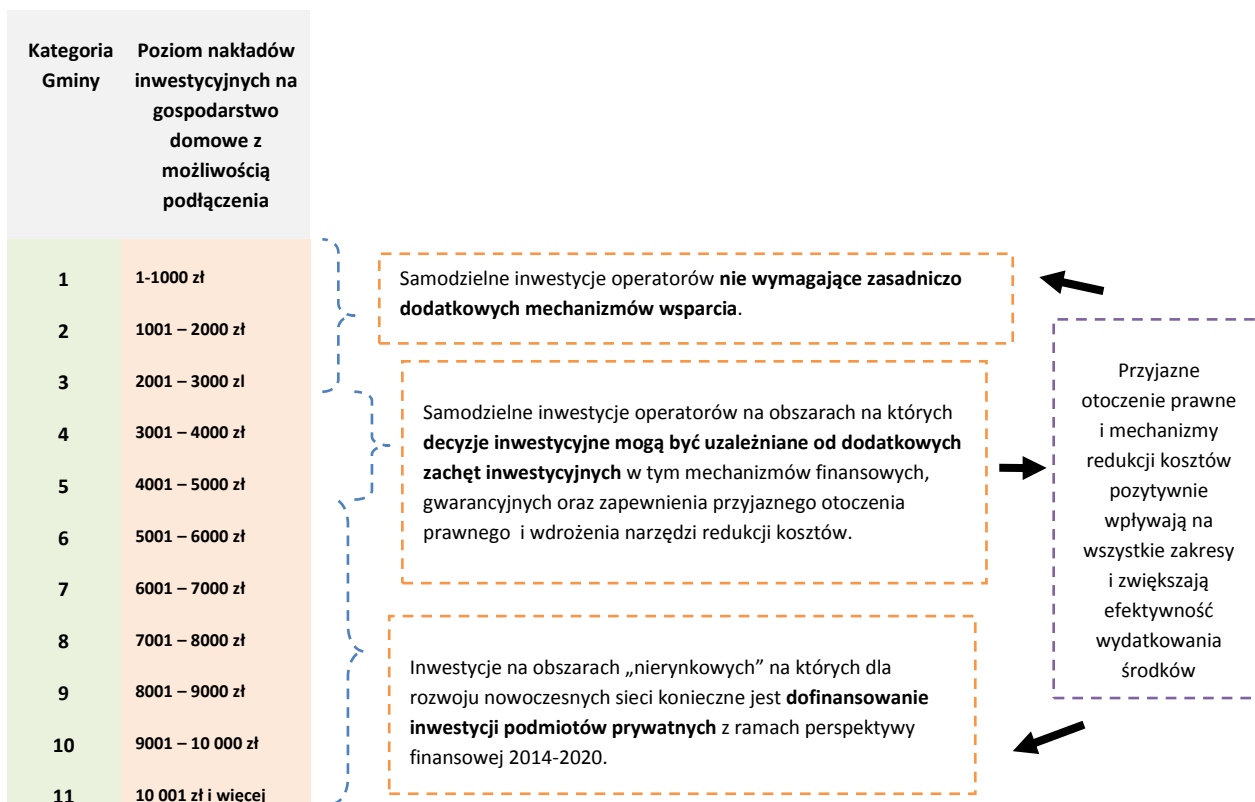 Kategoria
Gminy
Poziom nakładów
inwestycyjnych na
gospodarstwo
domowe z
możliwością
podłączenia
1 1-1000 zł
2 1001 – 2000 zł
3 2001 – 3000 zl
4 3001 – 4000 zł
5 4001 – 5000 zł
6 5001 – 6000 zł
7 6001 – 7000 zł
8 7001 – 8000 zł
9 8001 – 9000 zł
10 9001 – 10 000 zł
11 10 001 zł i więcej
Samodzielne inwestycje operatorów nie wymagające zasadniczo
dodatkowych mechanizmów wsparcia.
Samodzielne inwestycje operatorów na obszarach na których
decyzje inwestycyjne mogą być uzależniane od dodatkowych
zachęt inwestycyjnych w tym mechanizmów finansowych,
gwarancyjnych oraz zapewnienia przyjaznego otoczenia
prawnego i wdrożenia narzędzi redukcji kosztów.
Inwestycje na obszarach „nierynkowych” na których dla
rozwoju nowoczesnych sieci konieczne jest dofinansowanie
inwestycji podmiotów prywatnych z ramach perspektywy
finansowej 2014-2020.
Przyjazne
otoczenie prawne
i mechanizmy
redukcji kosztów
pozytywnie
wpływają na
wszystkie zakresy
i zwiększają
efektywność
wydatkowania
środków